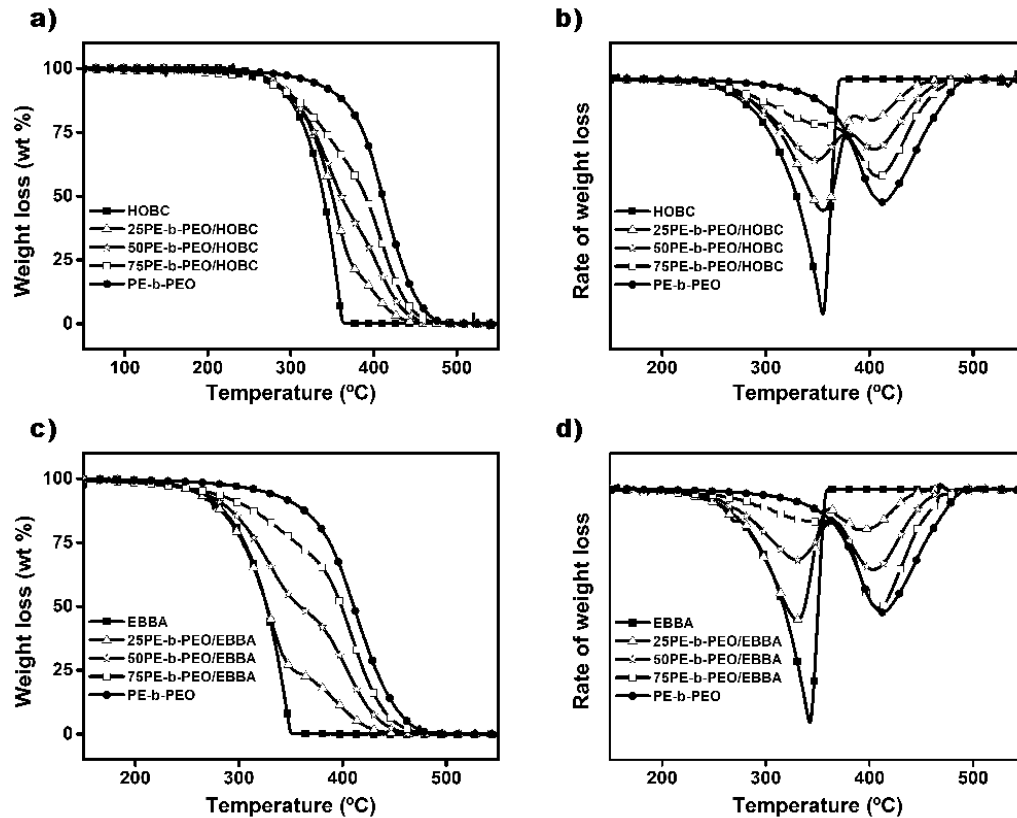 a)
100
75
50
25
0
Weight loss (wt %)
HOBC
25PE-b-PEO/HOBC
50PE-b-PEO/HOBC
75PE-b-PEO/HOBC
PE-b-PEO
100 200 300 400 500
Temperature (ºC)
b)
Rate of weight loss
HOBC
25PE-b-PEO/HOBC
50PE-b-PEO/HOBC
75PE-b-PEO/HOBC
PE-b-PEO
200 300 400 500
Temperature (ºC)
c)
100
75
50
25
0
Weight loss (wt %)
EBBA
25PE-b-PEO/EBBA
50PE-b-PEO/EBBA
75PE-b-PEO/EBBA
PE-b-PEO
200 300 400 500
Temperature (ºC)
d)
Rate of weight loss
EBBA
25PE-b-PEO/EBBA
50PE-b-PEO/EBBA
75PE-b-PEO/EBBA
PE-b-PEO
200 300 400 500
Temperature (ºC)